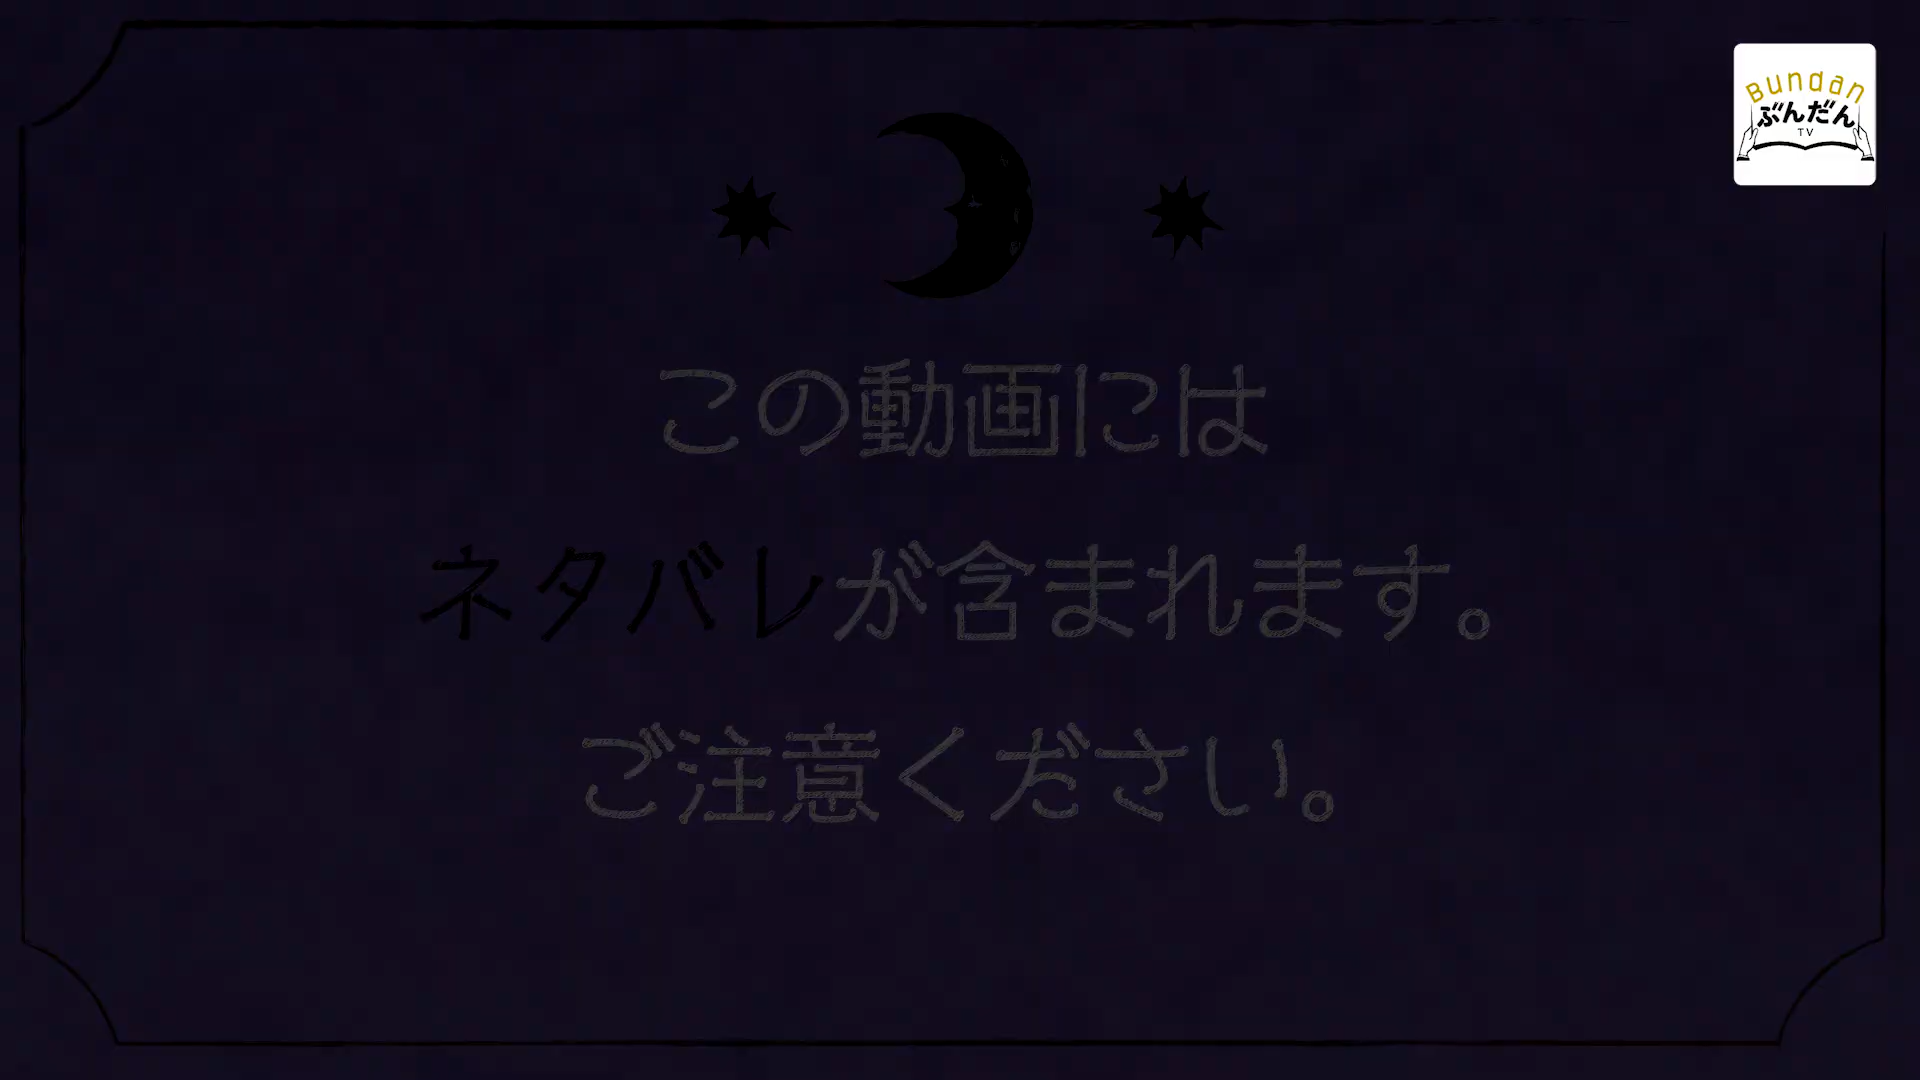 Bundan
ぶんだん
TV
この動画には
ネタバレが含まれます。
ご注意ください。